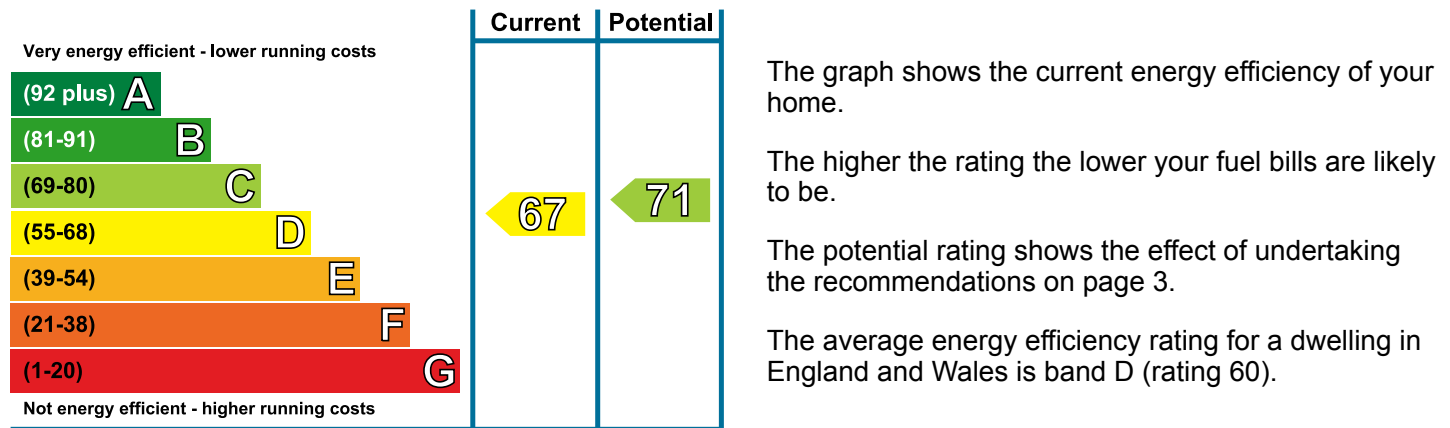 Current Potential
Very energy efficient - lower running costs
(92 plus) A
(81-91) B
(69-80) C
(55-68) D
(39-54) E
(21-38) F
(1-20) G
Not energy efficient - higher running costs
67 71
The graph shows the current energy efficiency of your
home.
The higher the rating the lower your fuel bills are likely
to be.
The potential rating shows the effect of undertaking
the recommendations on page 3.
The average energy efficiency rating for a dwelling in
England and Wales is band D (rating 60).